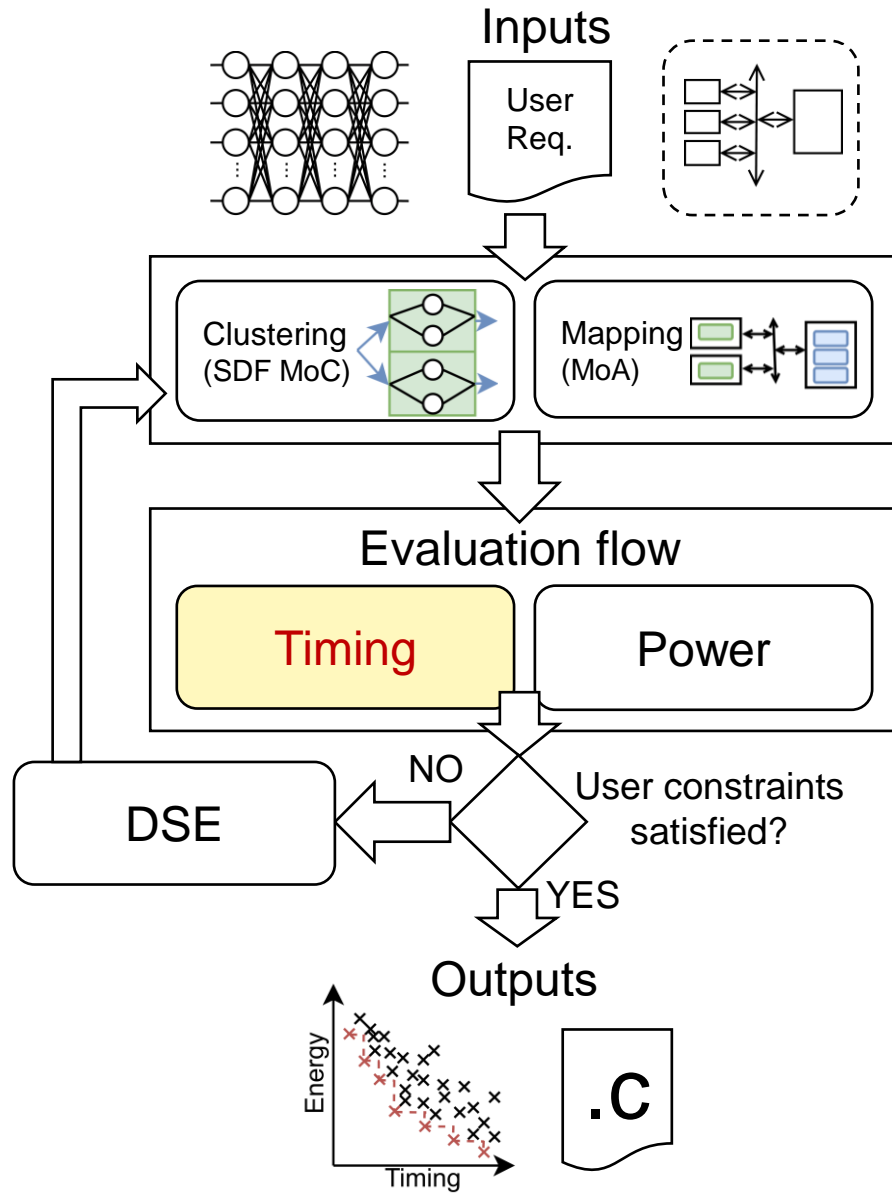 Inputs
User
Req.
Clustering
(SDF MoC)
Mapping
(MoA)
Evaluation flow
Timing
Power
NO
User constraints
satisfied?
DSE
YES
Outputs
Energy
Timing
.c